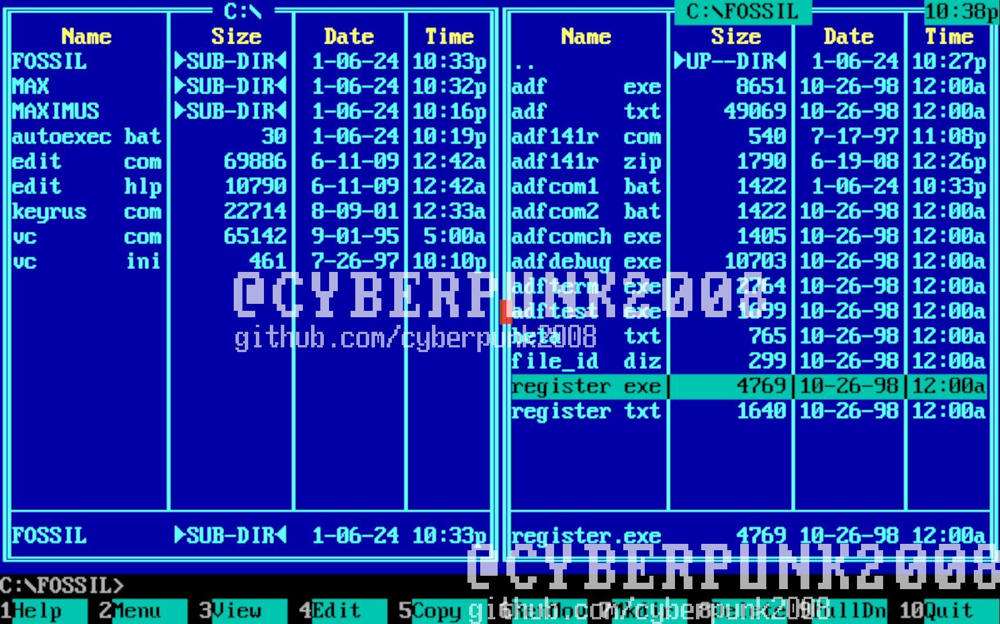 C:\
Name Size Date Time
FOSSIL ►SUB-DIR◄ 1-06-24 10:33p
MAX ►SUB-DIR◄ 1-06-24 10:32p
MAXIMUS ►SUB-DIR◄ 1-06-24 10:16p
autoexec bat 30 1-06-24 10:19p
edit com 69886 6-11-09 12:42a
edit hlp 10790 6-11-09 12:42a
keyrus com 22714 8-09-01 12:33a
vc com 65142 9-01-95 5:00a
vc ini 461 7-26-97 10:10p
FOSSIL ►SUB-DIR◄ 1-06-24 10:33p
C:\FOSSIL 10:38p
Name Size Date Time
.. ►UP--DIR◄ 1-06-24 10:27p
adf exe 8651 10-26-98 12:00a
adf txt 49069 10-26-98 12:00a
adf141r com 540 7-17-97 11:08p
adf141r zip 1790 6-19-08 12:26p
adfcom1 bat 1422 1-06-24 10:33p
adfcom2 bat 1422 10-26-98 12:00a
adfcomch exe 1405 10-26-98 12:00a
adfdebug exe 10703 10-26-98 12:00a
adfterm exe 2764 10-26-98 12:00a
adftest exe 1699 10-26-98 12:00a
beta txt 765 10-26-98 12:00a
file_id diz 299 10-26-98 12:00a
register exe 4769 10-26-98 12:00a
register txt 1640 10-26-98 12:00a
register.exe 4769 10-26-98 12:00a
@CYBERPUNK2008
github.com/cyberpunk2008
@CYBERPUNK2008
github.com/cyberpunk2008
C:\FOSSIL>
1Help 2Menu 3View 4Edit 5Copy 6RenMov 7Mkdir 8Delete 9PullDn 10Quit